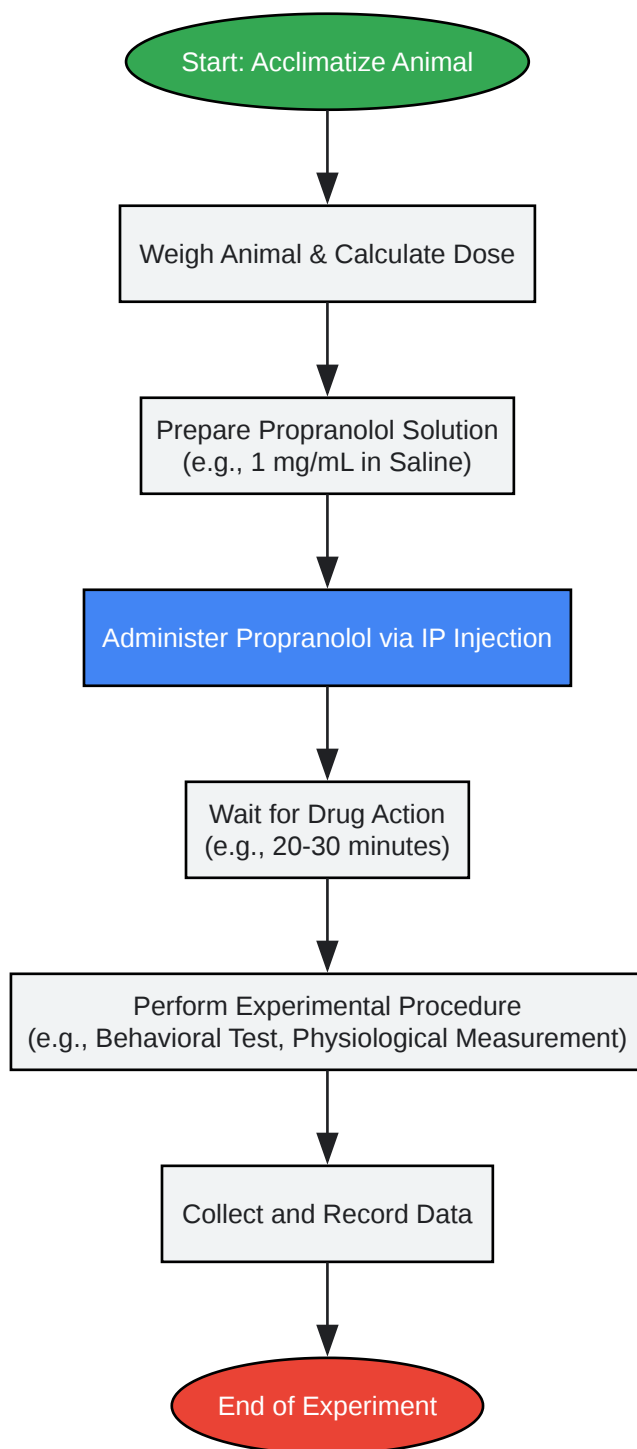 Start: Acclimatize Animal
Weigh Animal & Calculate Dose
Prepare Propranolol Solution
(e.g., 1 mg/mL in Saline)
Administer Propranolol via IP Injection
Wait for Drug Action
(e.g., 20-30 minutes)
Perform Experimental Procedure
(e.g., Behavioral Test, Physiological Measurement)
Collect and Record Data
End of Experiment